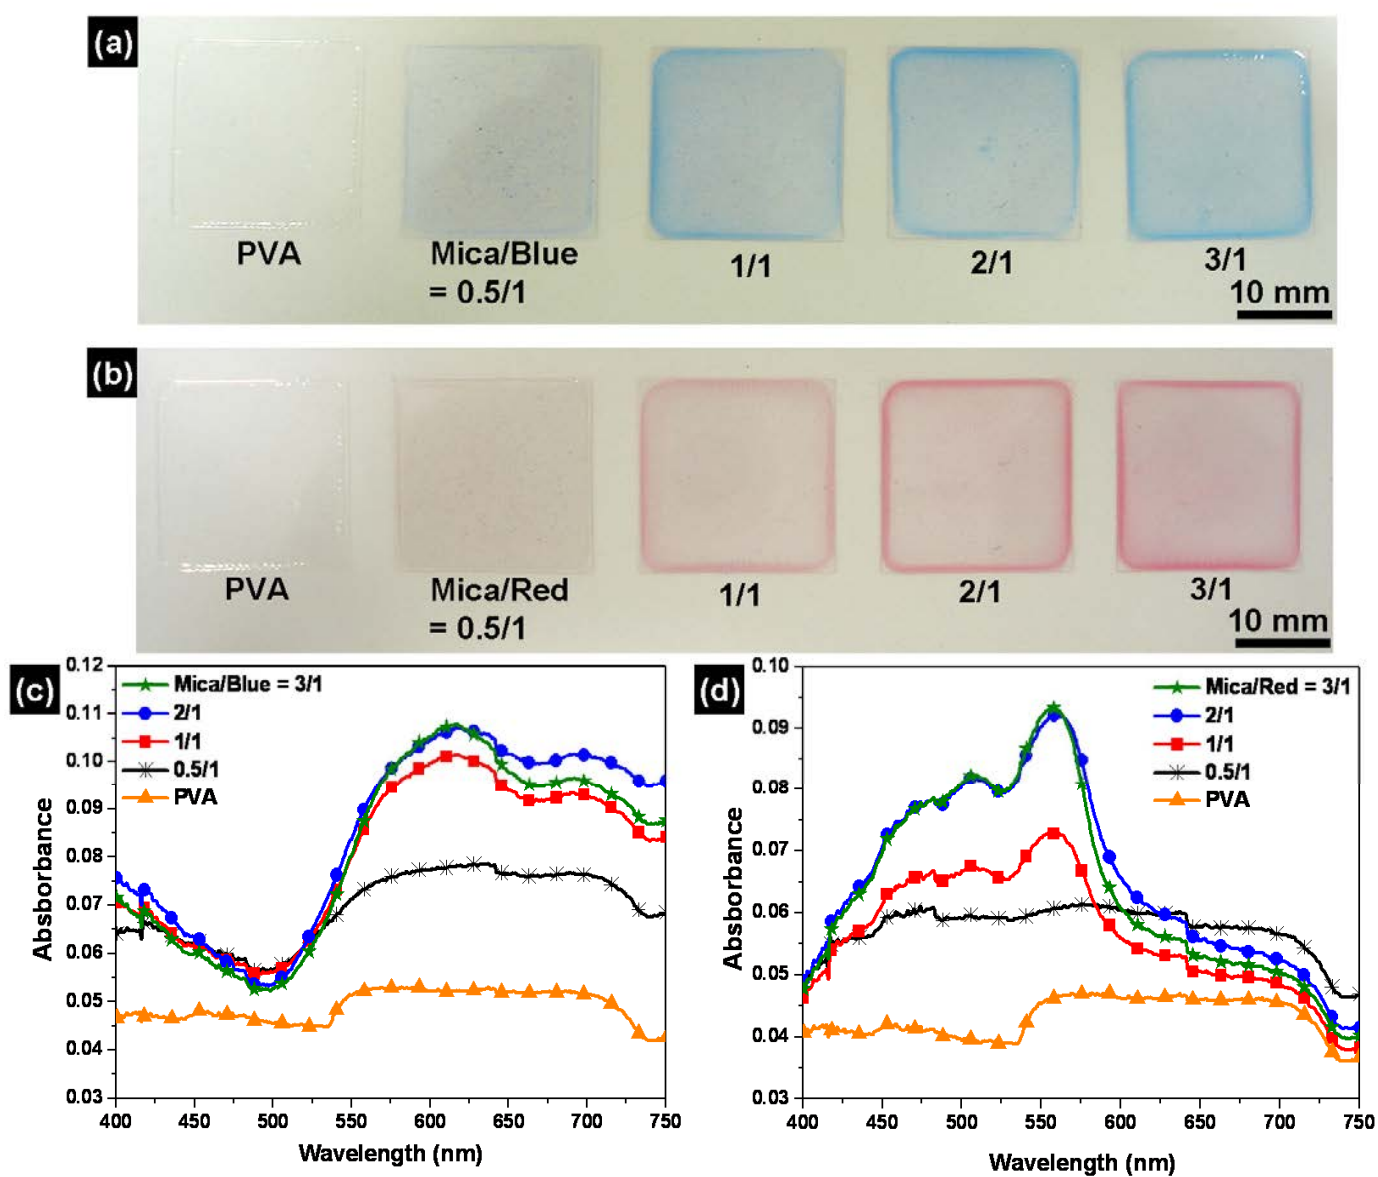 (a)
PVA
Mica/Blue
= 0.5/1
1/1
2/1
3/1
10 mm
(b)
PVA
Mica/Red
= 0.5/1
1/1
2/1
3/1
10 mm
(c)
Mica/Blue = 3/1
2/1
1/1
0.5/1
PVA
0.12
0.11
0.10
0.09
0.08
0.07
0.06
0.05
0.04
0.03
Abssorbance
400 450 500 550 600 650 700 750
Wavelength (nm)
(d)
Mica/Red = 3/1
2/1
1/1
0.5/1
PVA
0.10
0.09
0.08
0.07
0.06
0.05
0.04
0.03
Absborbance
400 450 500 550 600 650 700 750
Wavelength (nm)